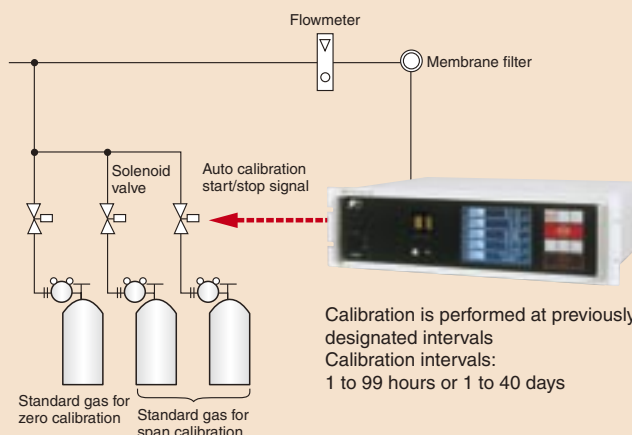 Flowmeter
Membrane filter
Solenoid
valve
Auto calibration
start/stop signal
Calibration is performed at previously
designated intervals
Calibration intervals:
1 to 99 hours or 1 to 40 days
Standard gas for
zero calibration
Standard gas for
span calibration